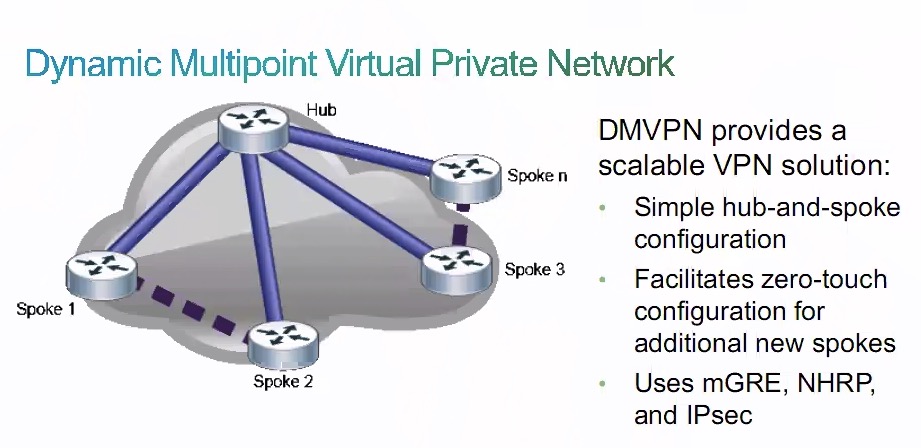 Dynamic Multipoint Virtual Private Network
Hub
Spoke n
Spoke 3
Spoke 1
Spoke 2
DMVPN provides a
scalable VPN solution:
• Simple hub-and-spoke
configuration
• Facilitates zero-touch
configuration for
additional new spokes
• Uses mGRE, NHRP,
and IPsec